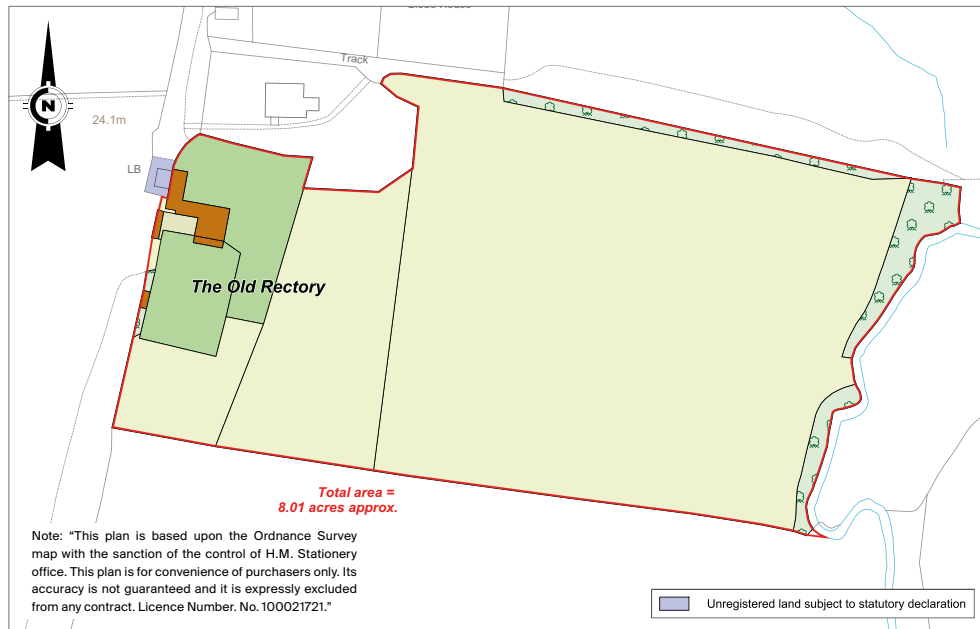 Track
N
24.1m
LB
The Old Rectory
Total area =
8.01 acres approx.
Note: “This plan is based upon the Ordnance Survey
map with the sanction of the control of H.M. Stationery
office. This plan is for convenience of purchasers only. Its
accuracy is not guaranteed and it is expressly excluded
from any contract. Licence Number. No. 100021721.”
Unregistered land subject to statutory declaration